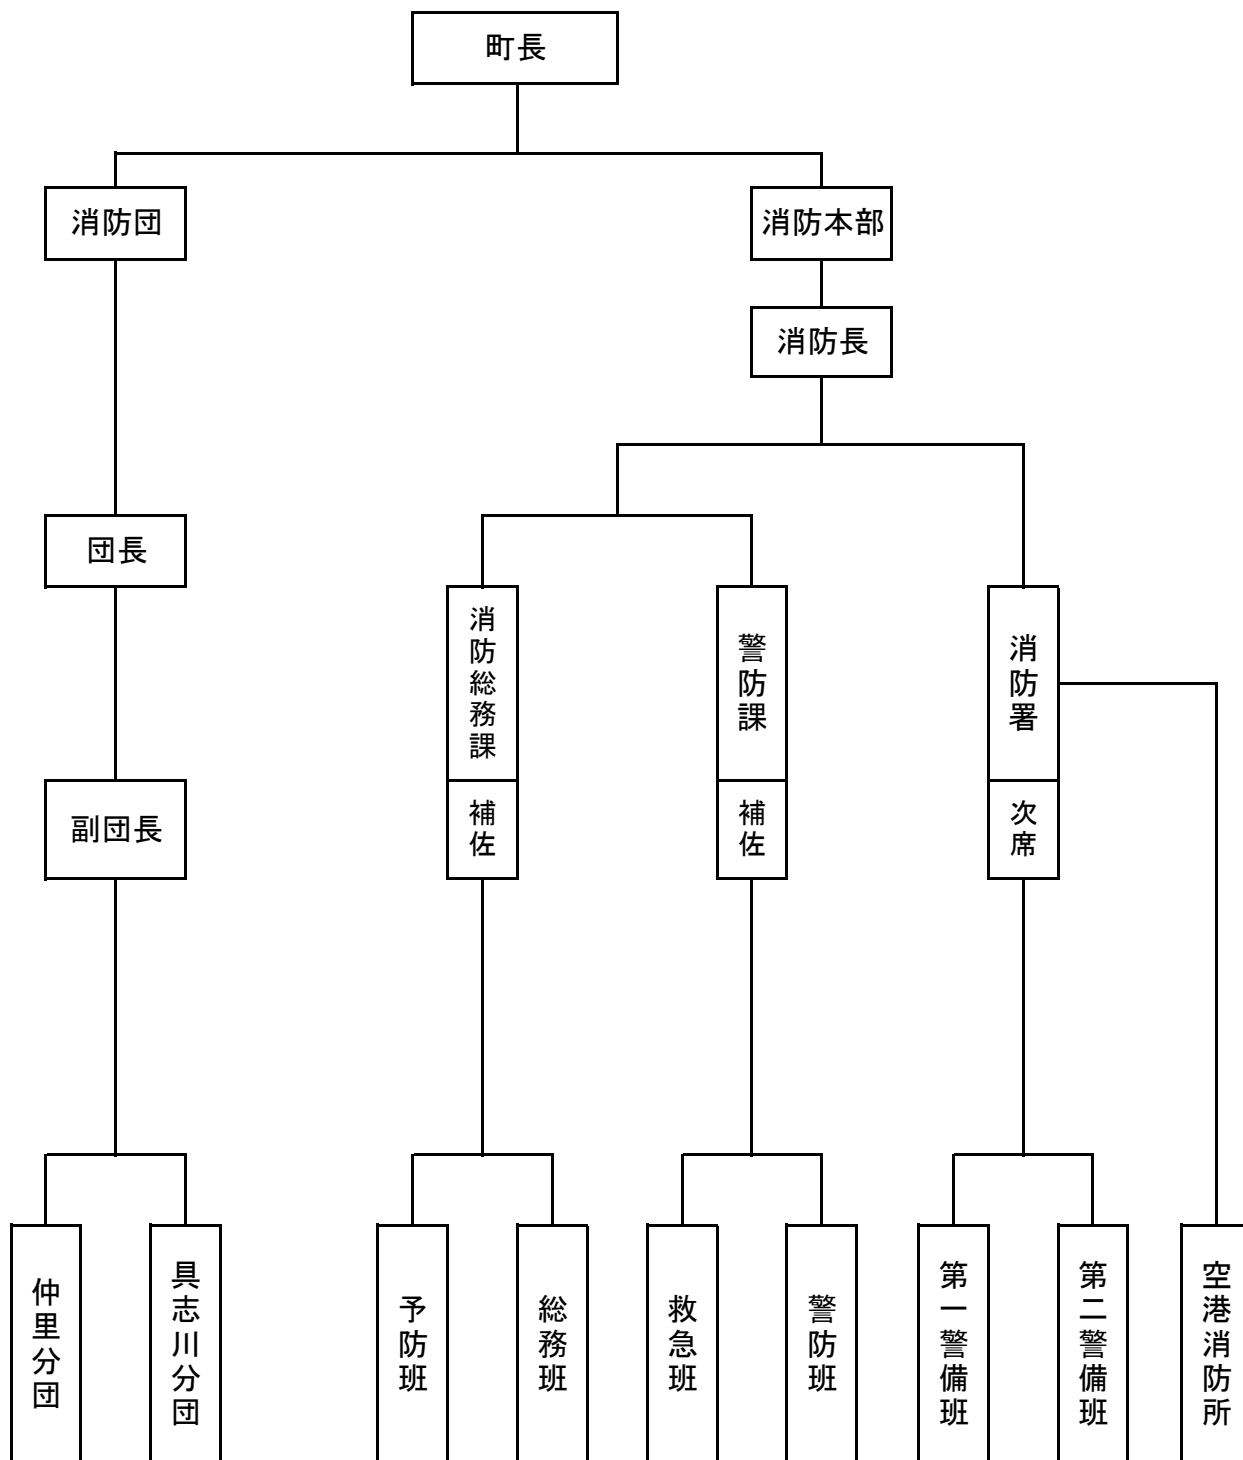 町長
消防団
消防本部
消防長
団長
消防総務課
警防課
消防署
副団長
補佐
補佐
次席
仲里分団
具志川分団
予防班
総務班
救急班
警防班
第一警備班
第二警備班
空港消防所